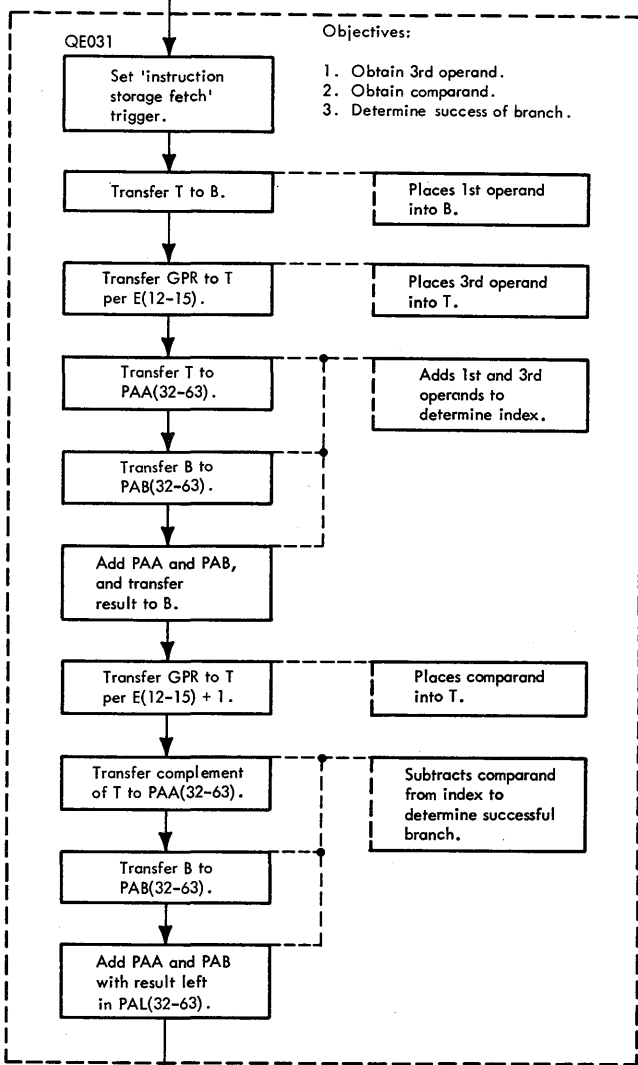 QE031
Objectives:
1. Obtain 3rd operand.
2. Obtain comparand.
3. Determine success of branch.
Set 'instruction
storage fetch'
trigger.
Transfer T to B.
Places 1st operand
into B.
Transfer GPR to T
per E(12-15).
Places 3rd operand
into T.
Transfer T to
PAA(32-63).
Adds 1st and 3rd
operands to
determine index.
Transfer B to
PAB(32-63).
Add PAA and PAB,
and transfer
result to B.
Transfer GPR to T
per E(12-15) + 1.
Places comparand
into T.
Transfer complement
of T to PAA(32-63).
Subtracts comparand
from index to
determine successful
branch.
Transfer B to
PAB(32-63).
Add PAA and PAB
with result left
in PAL(32-63).